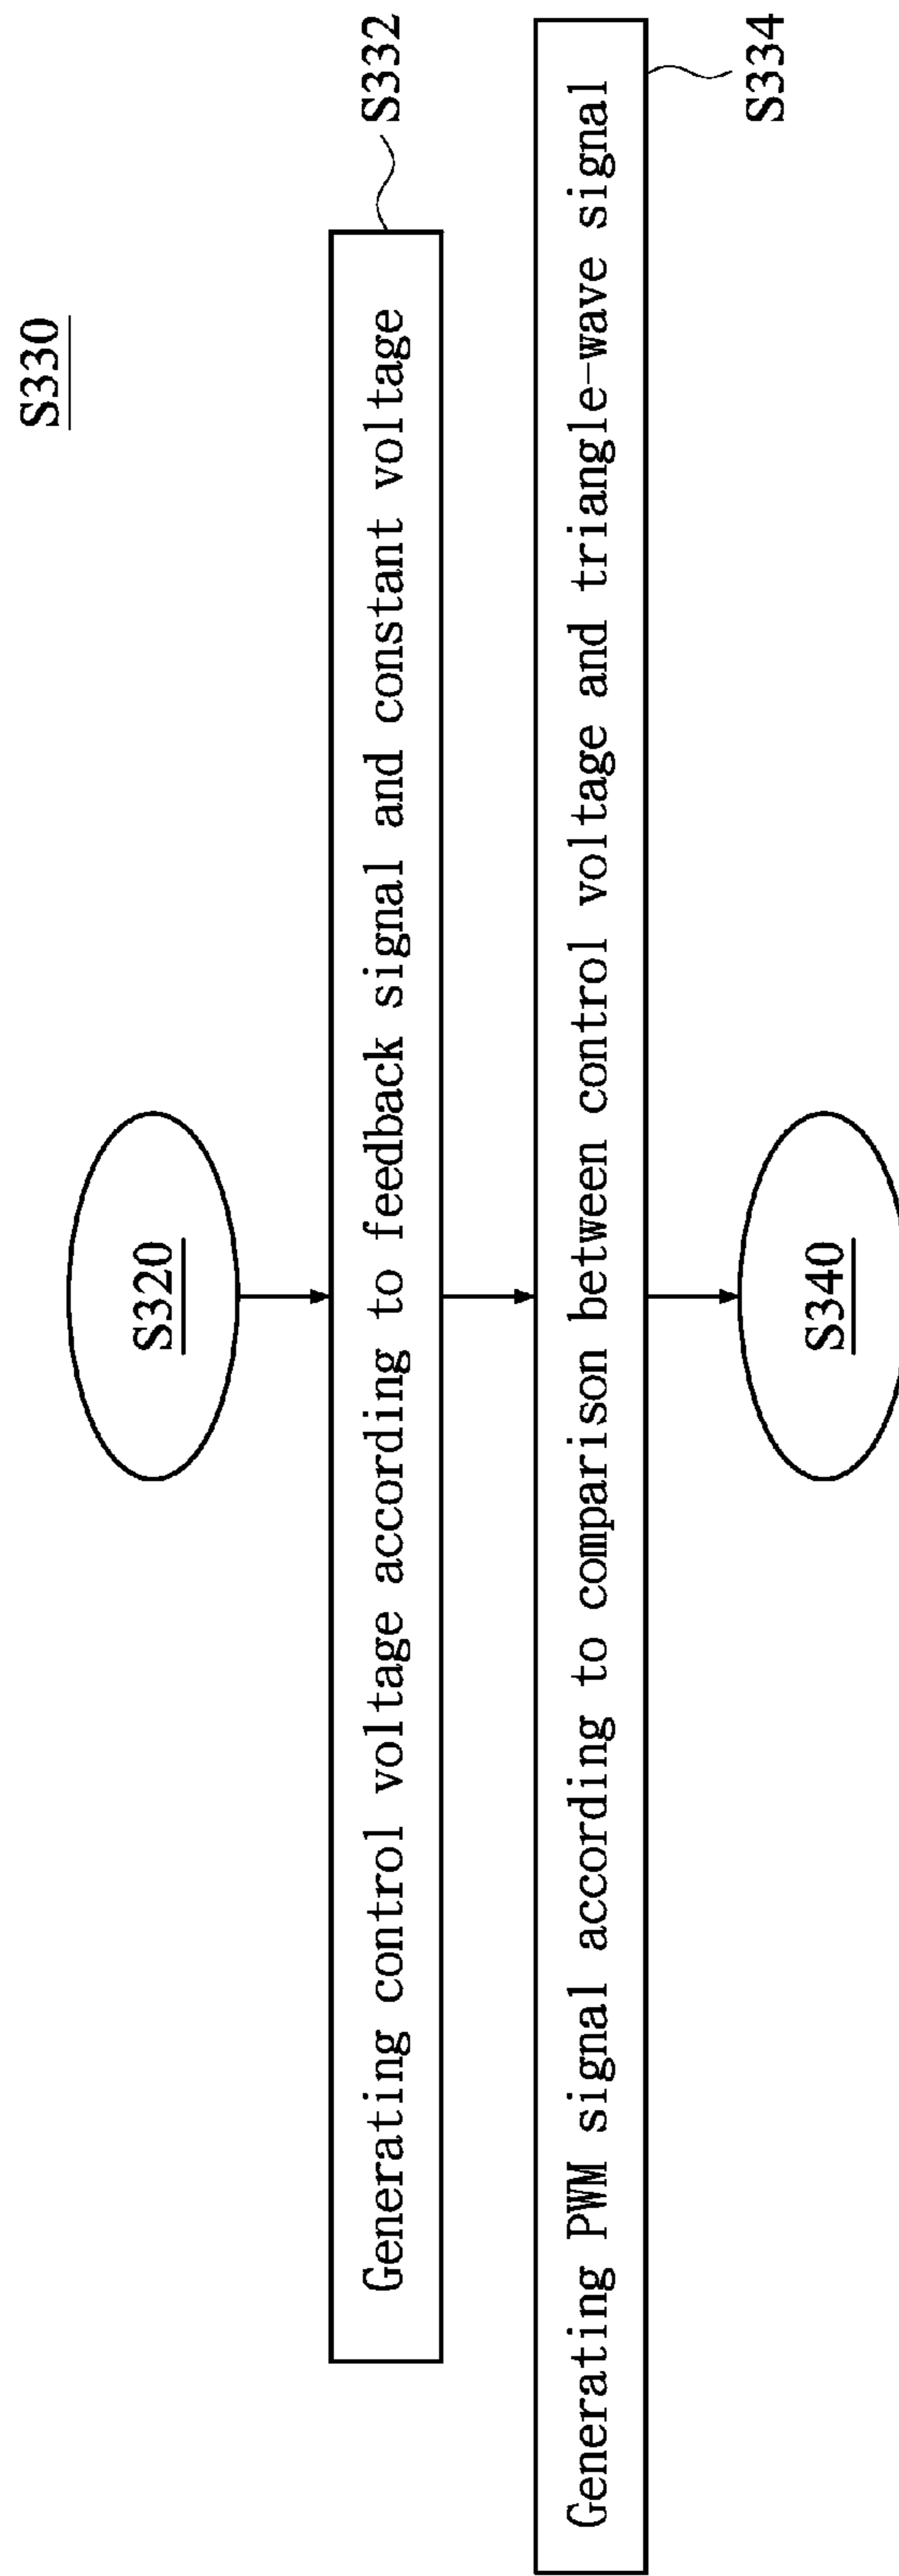 S330
S320
Generating control voltage according to feedback signal and constant voltage
S332
Generating PWM signal according to comparison between control voltage and triangle-wave signal
S334
S340